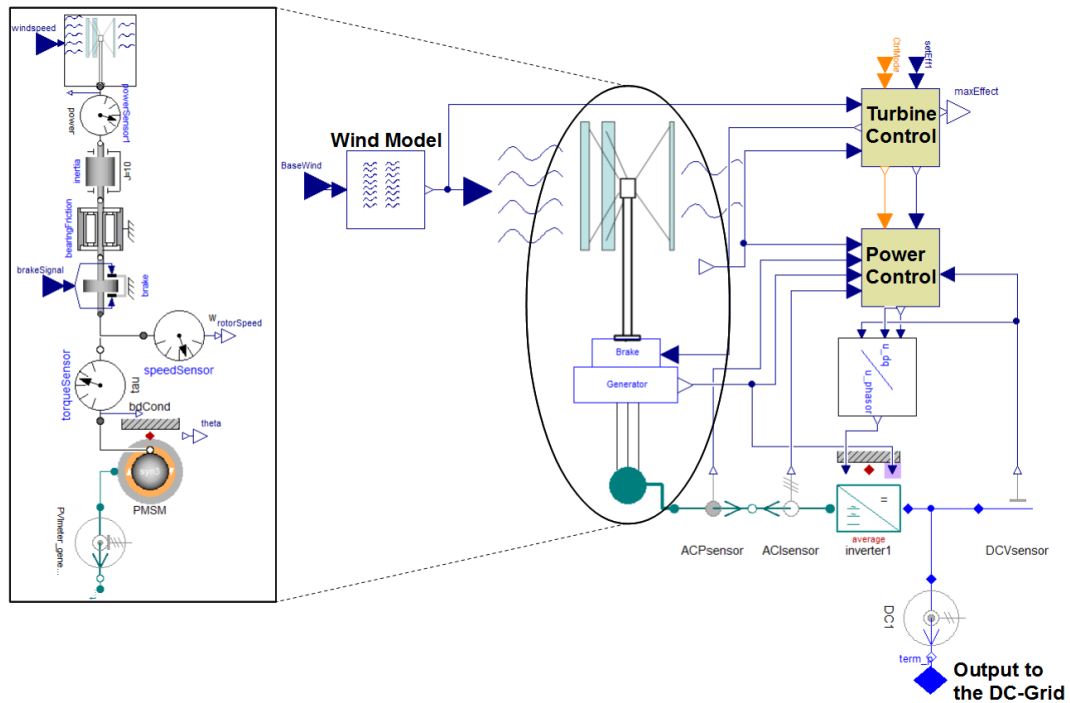 windspeed
power
powerSensor1
inertia
J=10
bearingFriction
brakeSignal
brake
w
rotorSpeed
speedSensor
torqueSensor
tau
bdCond
theta
syn3
PMSM
PVImeter_gene...
Wind Model
BaseWind
Brake
Generator
CtrlMode
setEff1
maxEffect
Turbine
Control
Power
Control
u_dq
u_phasor
=
average
inverter1
ACPsensor
ACIsensor
DCVsensor
DC1
term_p
Output to
the DC-Grid